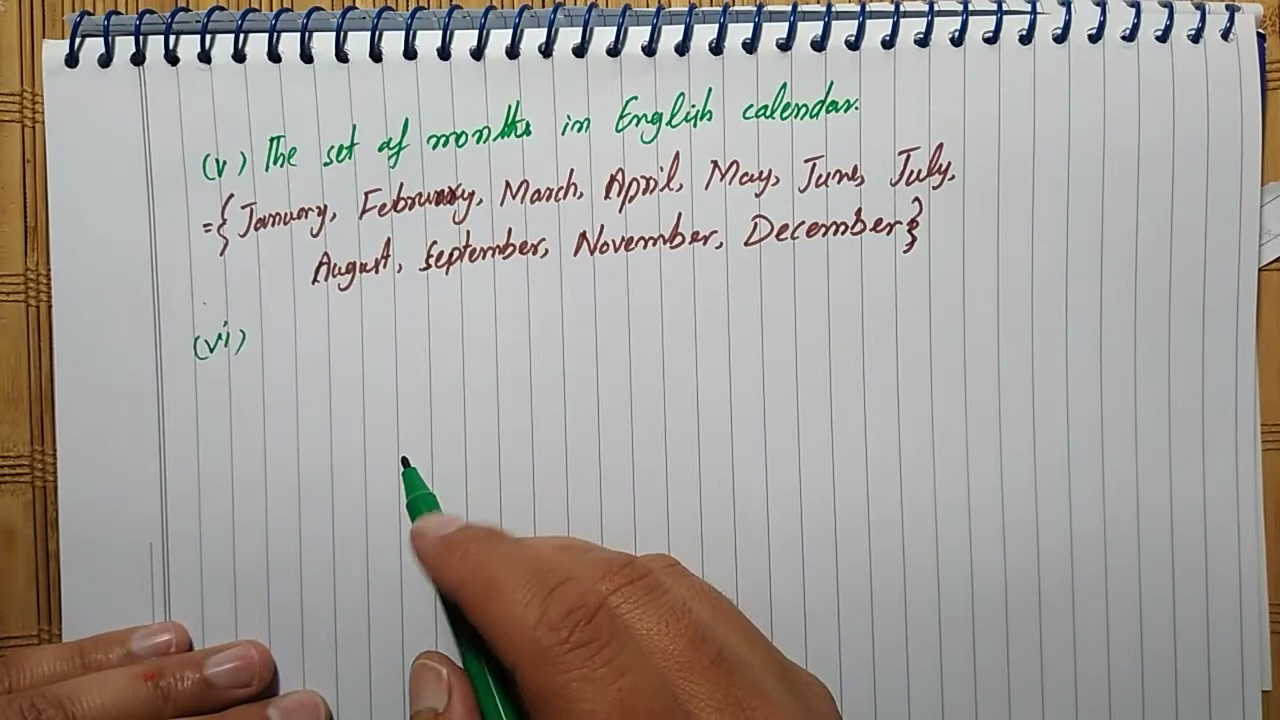 (v) The set of months in English calendar.
={January, February, March, April, May, June, July,
August, September, November, December}
(vi)